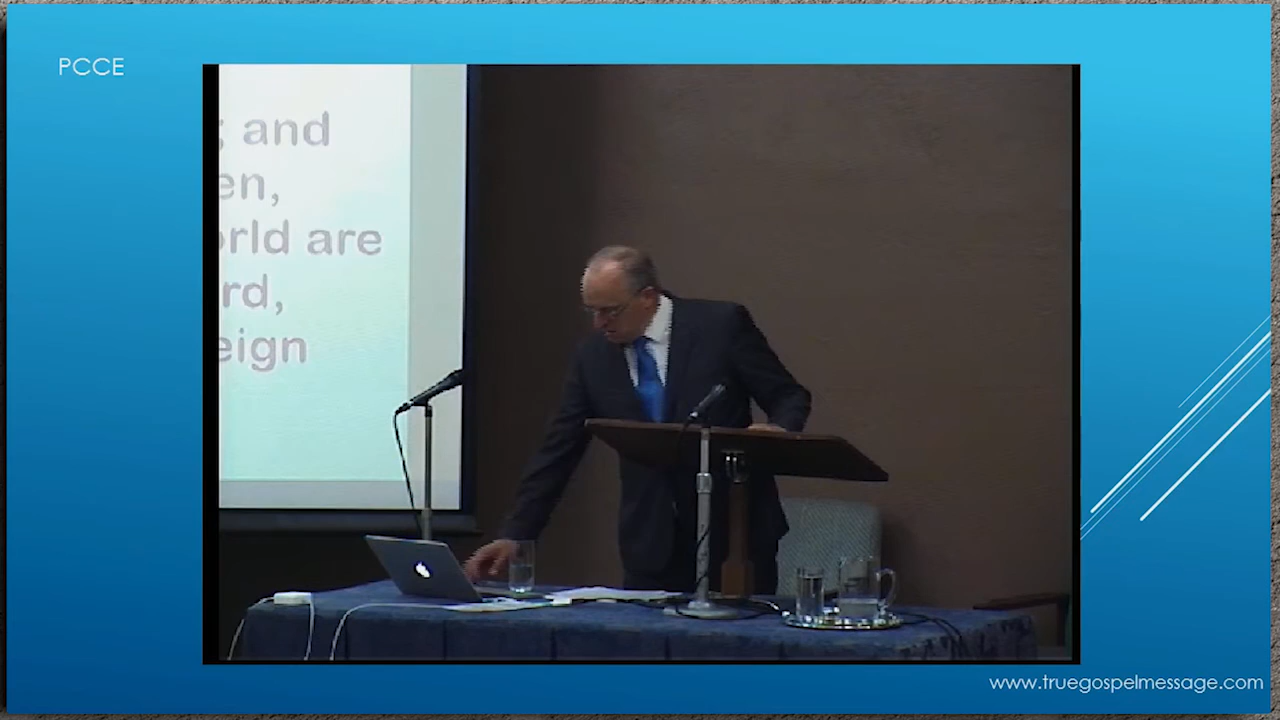 PCCE
; and
en,
orld are
rd,
eign
www.truegospelmessage.com